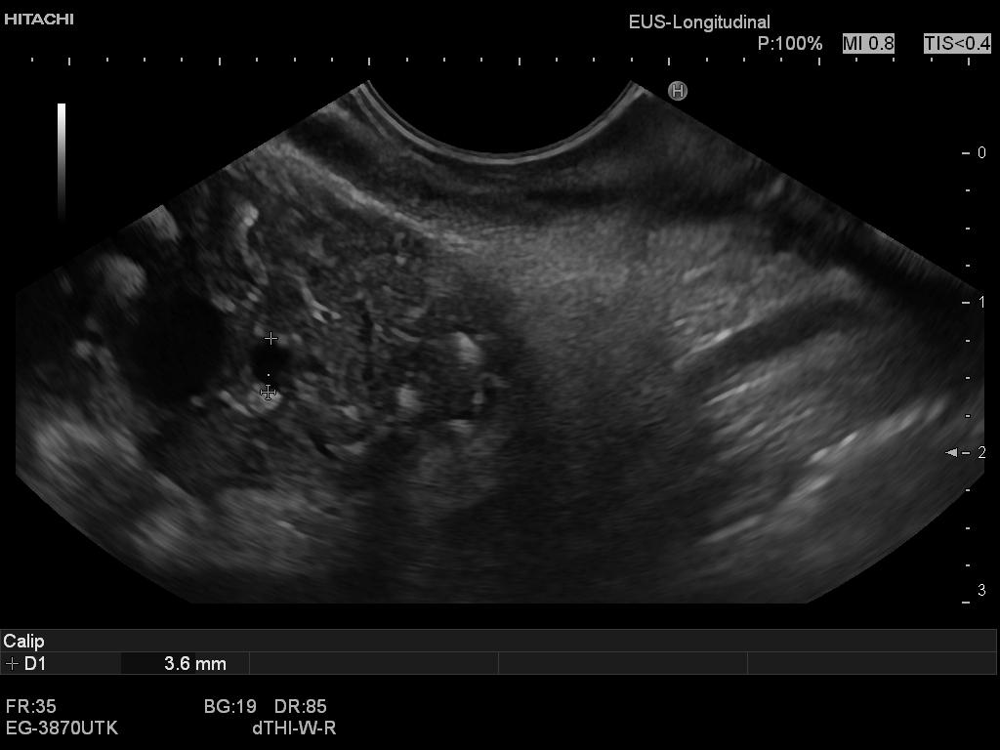 HITACHI
EUS-Longitudinal
P:100% MI 0.8 TIS<0.4
H
0
1
2
3
Calip
+ D1 3.6 mm
FR:35 BG:19 DR:85
EG-3870UTK dTHI-W-R